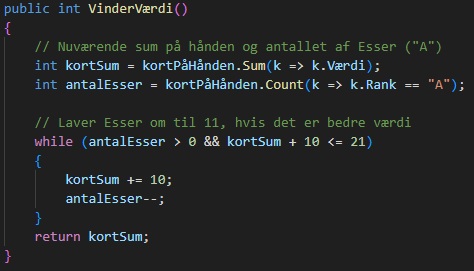 public int VinderVærdi()
{
    // Nuværende sum på hånden og antallet af Esser ("A")
    int kortSum = kortPåHånden.Sum(k => k.Værdi);
    int antalEsser = kortPåHånden.Count(k => k.Rank == "A");

    // Laver Esser om til 11, hvis det er bedre værdi
    while (antalEsser > 0 && kortSum + 10 <= 21)
    {
        kortSum += 10;
        antalEsser--;
    }
    return kortSum;
}